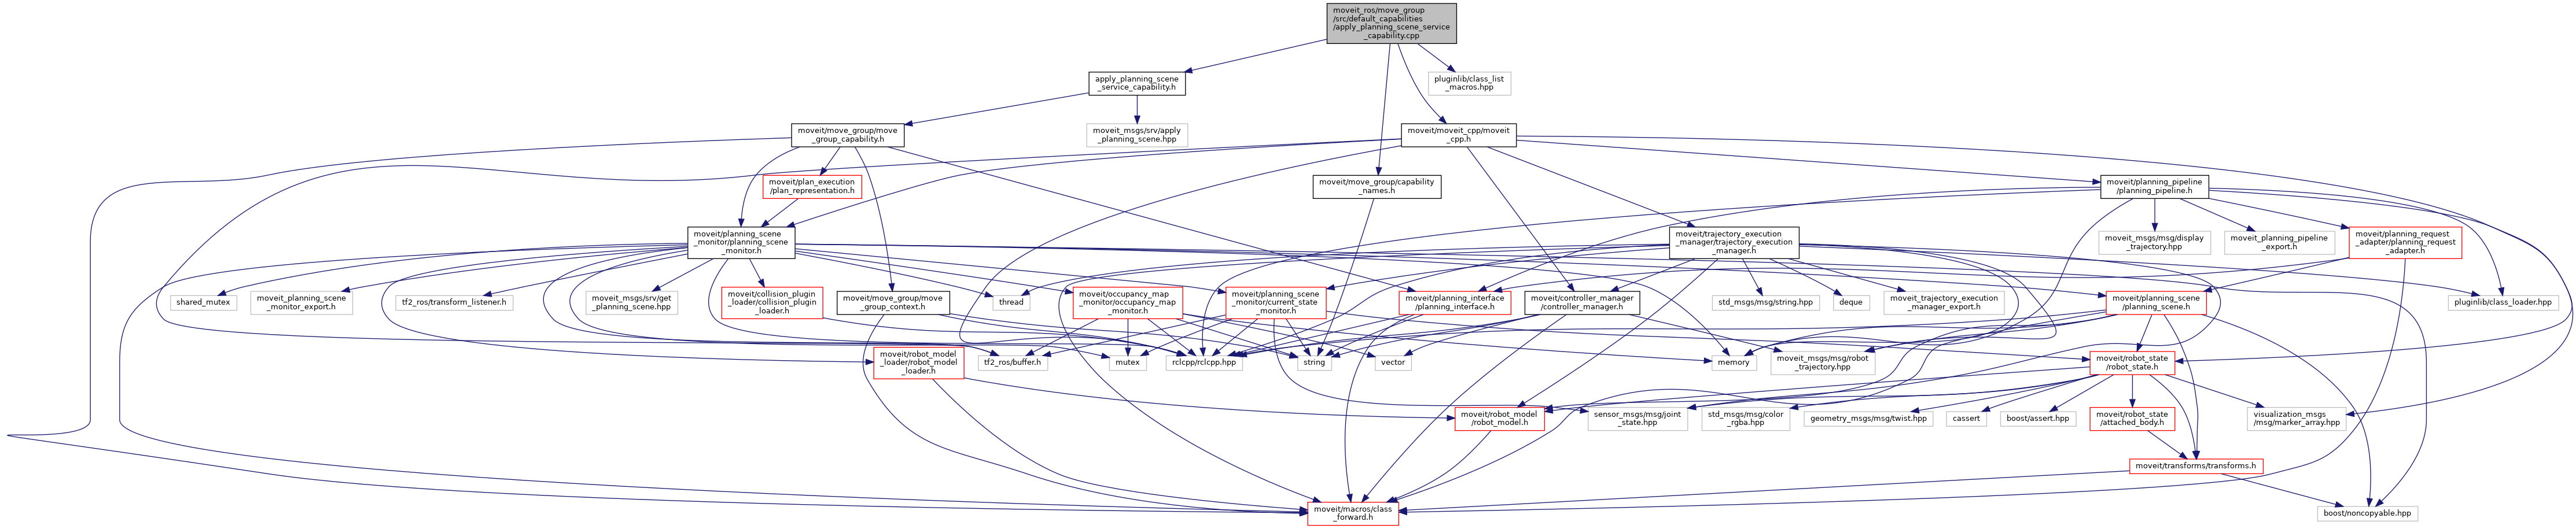 moveit_ros/move_group
/src/default_capabilities
/apply_planning_scene_service
_capability.cpp
apply_planning_scene
_service_capability.h
pluginlib/class_list
_macros.hpp
moveit/move_group/move
_group_capability.h
moveit_msgs/srv/apply
_planning_scene.hpp
moveit/moveit_cpp/moveit
_cpp.h
moveit/plan_execution
/plan_representation.h
moveit/move_group/capability
_names.h
moveit/planning_pipeline
/planning_pipeline.h
moveit/planning_scene
_monitor/planning_scene
_monitor.h
moveit/trajectory_execution
_manager/trajectory_execution
_manager.h
moveit_msgs/msg/display
_trajectory.hpp
moveit_planning_pipeline
_export.h
moveit/planning_request
_adapter/planning_request
_adapter.h
shared_mutex
moveit_planning_scene
_monitor_export.h
tf2_ros/transform_listener.h
moveit_msgs/srv/get
_planning_scene.hpp
moveit/collision_plugin
_loader/collision_plugin
_loader.h
moveit/move_group/move
_group_context.h
thread
moveit/occupancy_map
_monitor/occupancy_map
_monitor.h
moveit/planning_scene
_monitor/current_state
_monitor.h
moveit/planning_interface
/planning_interface.h
moveit/controller_manager
/controller_manager.h
std_msgs/msg/string.hpp
deque
moveit_trajectory_execution
_manager_export.h
moveit/planning_scene
/planning_scene.h
pluginlib/class_loader.hpp
moveit/robot_model
_loader/robot_model
_loader.h
tf2_ros/buffer.h
mutex
rclcpp/rclcpp.hpp
string
vector
memory
moveit_msgs/msg/robot
_trajectory.hpp
moveit/robot_state
/robot_state.h
moveit/robot_model
/robot_model.h
sensor_msgs/msg/joint
_state.hpp
std_msgs/msg/color
_rgba.hpp
geometry_msgs/msg/twist.hpp
cassert
boost/assert.hpp
moveit/robot_state
/attached_body.h
visualization_msgs
/msg/marker_array.hpp
moveit/transforms/transforms.h
moveit/macros/class
_forward.h
boost/noncopyable.hpp